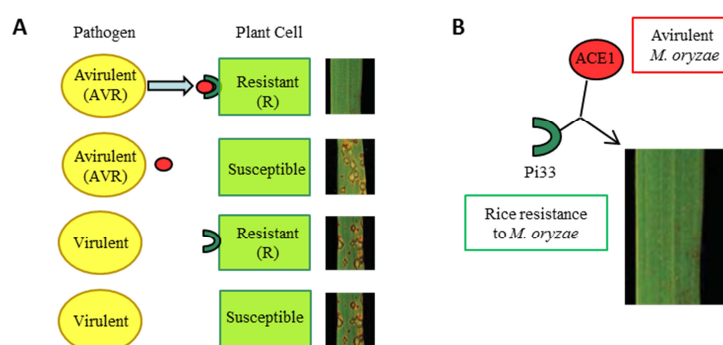 A
Pathogen
Plant Cell
Avirulent
(AVR)
Resistant
(R)
Avirulent
(AVR)
Susceptible
Virulent
Resistant
(R)
Virulent
Susceptible
B
ACE1
Avirulent
M. oryzae
Pi33
Rice resistance
to M. oryzae